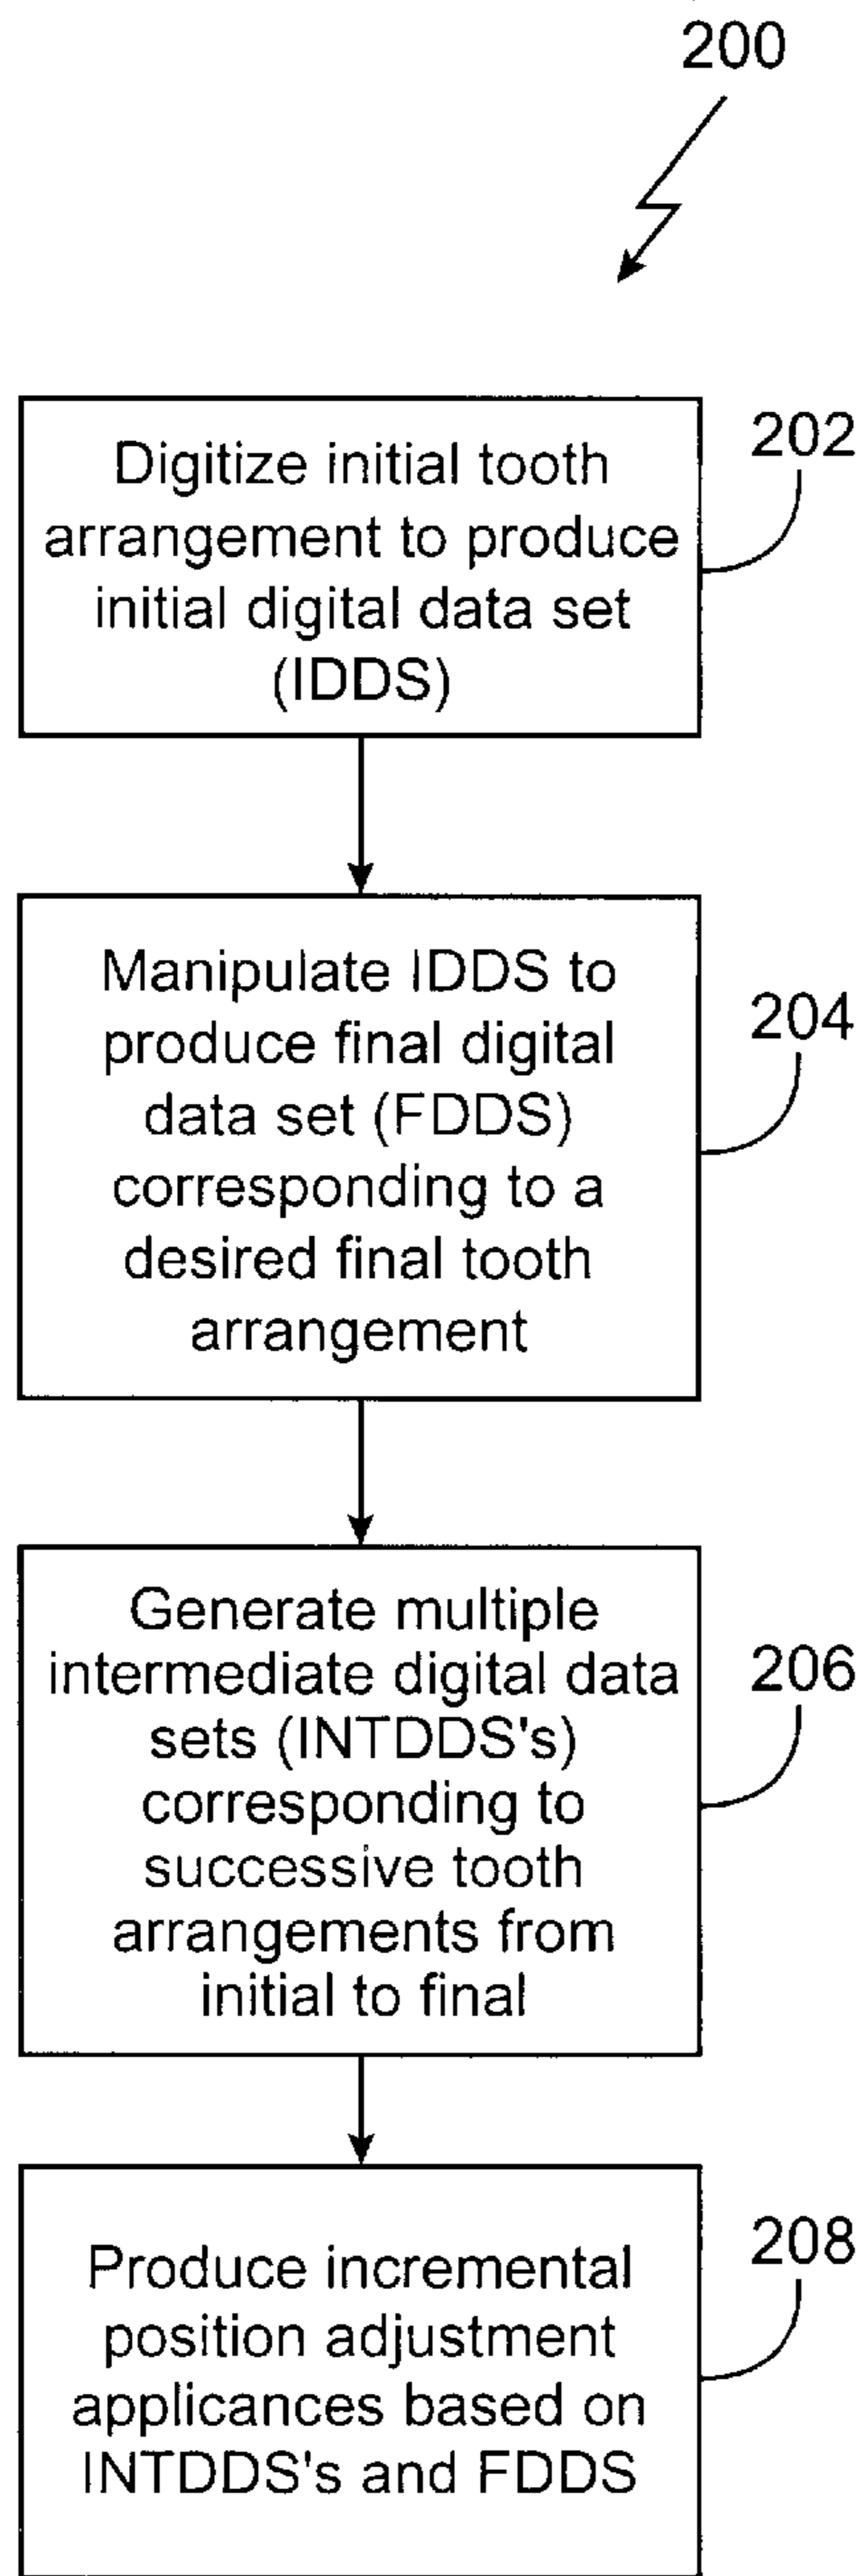 200
Digitize initial tooth
arrangement to produce
initial digital data set
(IDDS)
202
Manipulate IDDS to
produce final digital
data set (FDDS)
corresponding to a
desired final tooth
arrangement
204
Generate multiple
intermediate digital data
sets (INTDDS's)
corresponding to
successive tooth
arrangements from
initial to final
206
Produce incremental
position adjustment
applicances based on
INTDDS's and FDDS
208